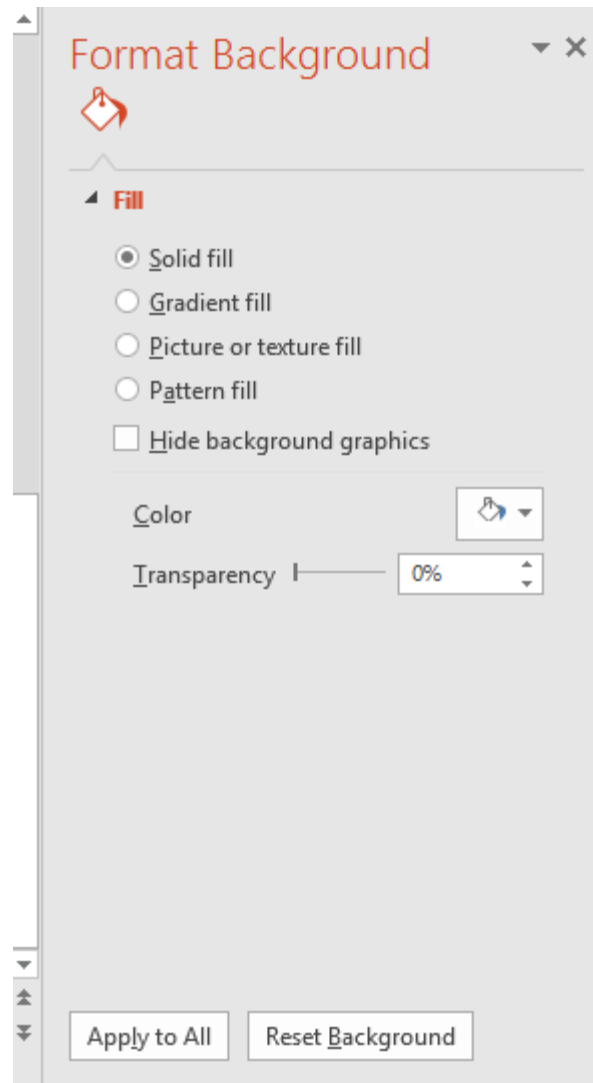 Format Background
Fill
Solid fill
Gradient fill
Picture or texture fill
Pattern fill
Hide background graphics
Color
Transparency 0%
Apply to All Reset Background